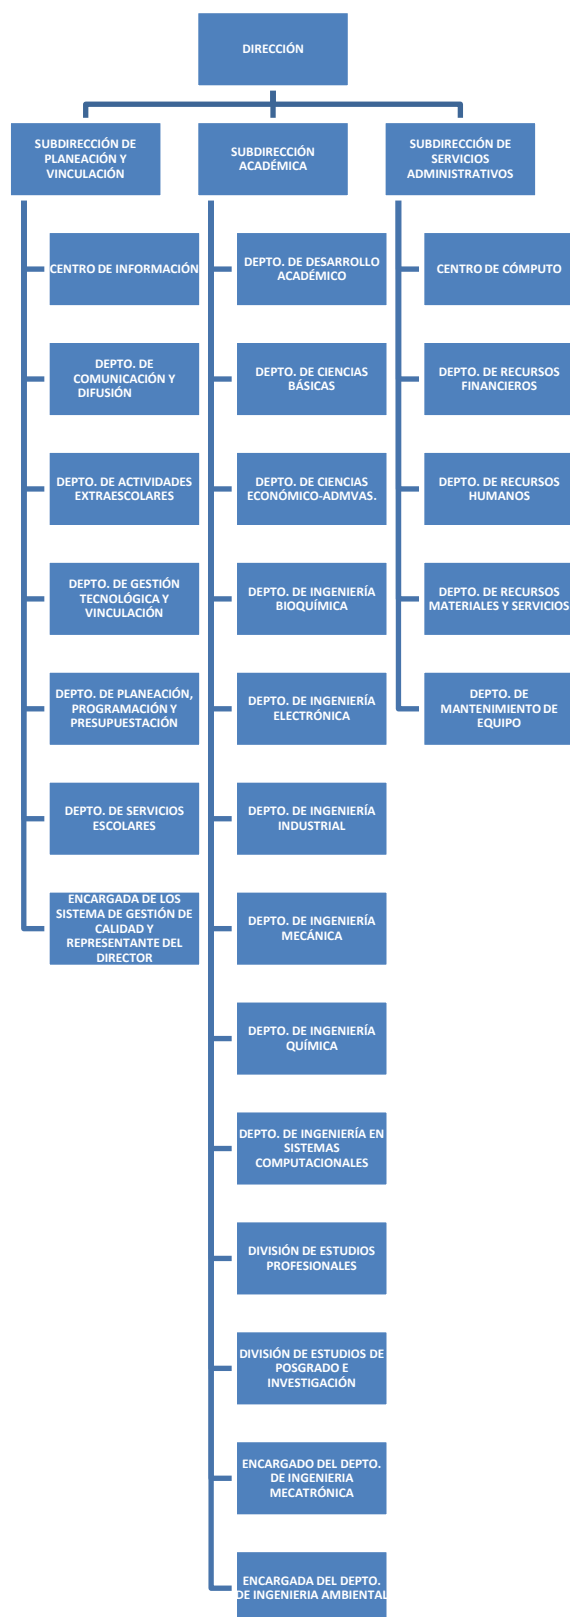 DIRECCIÓN
SUBDIRECCIÓN DE
PLANEACIÓN Y
VINCULACIÓN
CENTRO DE INFORMACIÓN
DEPTO. DE
COMUNICACIÓN Y
DIFUSIÓN
DEPTO. DE ACTIVIDADES
EXTRAESCOLARES
DEPTO. DE GESTIÓN
TECNOLÓGICA Y
VINCULACIÓN
DEPTO. DE PLANEACIÓN,
PROGRAMACIÓN Y
PRESUPUESTACIÓN
DEPTO. DE SERVICIOS
ESCOLARES
ENCARGADA DE LOS
SISTEMA DE GESTIÓN DE
CALIDAD Y
REPRESENTANTE DEL
DIRECTOR
SUBDIRECCIÓN
ACADÉMICA
DEPTO. DE DESARROLLO
ACADÉMICO
DEPTO. DE CIENCIAS
BÁSICAS
DEPTO. DE CIENCIAS
ECONÓMICO-ADMVAS.
DEPTO. DE INGENIERÍA
BIOQUÍMICA
DEPTO. DE INGENIERÍA
ELECTRÓNICA
DEPTO. DE INGENIERÍA
INDUSTRIAL
DEPTO. DE INGENIERÍA
MECÁNICA
DEPTO. DE INGENIERÍA
QUÍMICA
DEPTO. DE INGENIERÍA EN
SISTEMAS
COMPUTACIONALES
DIVISIÓN DE ESTUDIOS
PROFESIONALES
DIVISIÓN DE ESTUDIOS DE
POSGRADO E
INVESTIGACIÓN
ENCARGADO DEL DEPTO.
DE INGENIERIA
MECATRÓNICA
ENCARGADA DEL DEPTO.
DE INGENIERIA AMBIENTAL
SUBDIRECCIÓN DE
SERVICIOS
ADMINISTRATIVOS
CENTRO DE CÓMPUTO
DEPTO. DE RECURSOS
FINANCIEROS
DEPTO. DE RECURSOS
HUMANOS
DEPTO. DE RECURSOS
MATERIALES Y SERVICIOS
DEPTO. DE
MANTENIMIENTO DE
EQUIPO